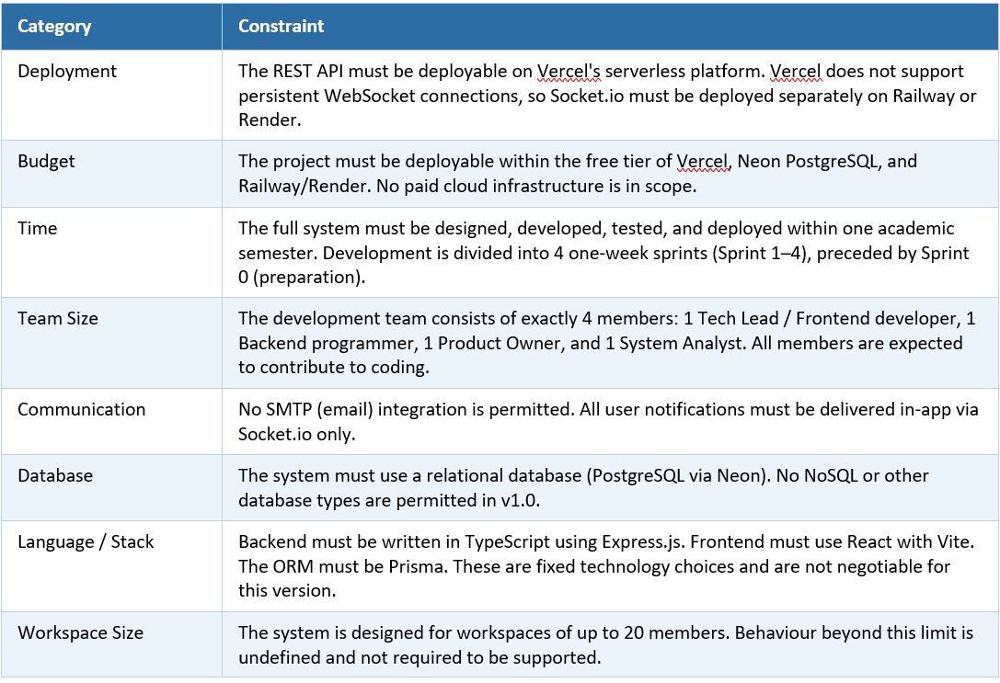 Category Constraint
Deployment The REST API must be deployable on Vercel's serverless platform. Vercel does not support
persistent WebSocket connections, so Socket.io must be deployed separately on Railway or
Render.
Budget The project must be deployable within the free tier of Vercel, Neon PostgreSQL, and
Railway/Render. No paid cloud infrastructure is in scope.
Time The full system must be designed, developed, tested, and deployed within one academic
semester. Development is divided into 4 one-week sprints (Sprint 1–4), preceded by Sprint
0 (preparation).
Team Size The development team consists of exactly 4 members: 1 Tech Lead / Frontend developer, 1
Backend programmer, 1 Product Owner, and 1 System Analyst. All members are expected
to contribute to coding.
Communication No SMTP (email) integration is permitted. All user notifications must be delivered in-app via
Socket.io only.
Database The system must use a relational database (PostgreSQL via Neon). No NoSQL or other
database types are permitted in v1.0.
Language / Stack Backend must be written in TypeScript using Express.js. Frontend must use React with Vite.
The ORM must be Prisma. These are fixed technology choices and are not negotiable for
this version.
Workspace Size The system is designed for workspaces of up to 20 members. Behaviour beyond this limit is
undefined and not required to be supported.